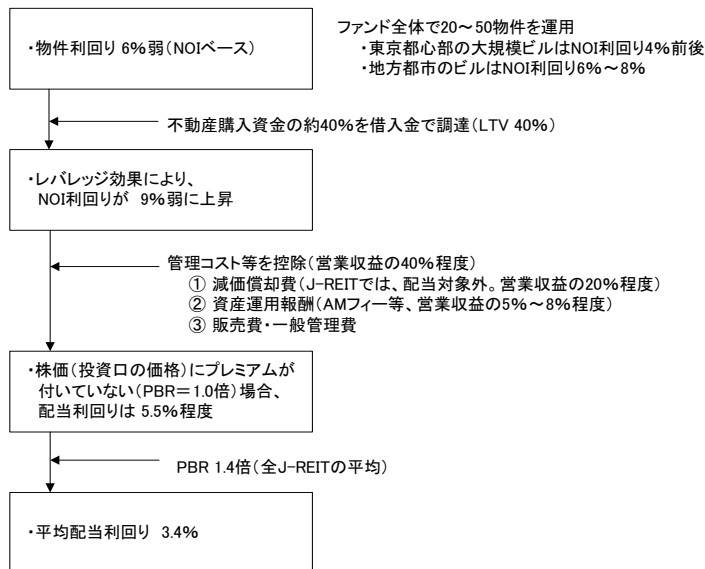 ・物件利回り 6%弱(NOIベース)
ファンド全体で20～50物件を運用
・東京都心部の大規模ビルはNOI利回り4%前後
・地方都市のビルはNOI利回り6%～8%
不動産購入資金の約40%を借入金で調達(LTV 40%)
・レバレッジ効果により、
NOI利回りが 9%弱に上昇
管理コスト等を控除(営業収益の40%程度)
① 減価償却費(J-REITでは、配当対象外。営業収益の20%程度)
② 資産運用報酬(AMフィー等、営業収益の5%～8%程度)
③ 販売費・一般管理費
・株価(投資口の価格)にプレミアムが
付いていない(PBR＝1.0倍)場合、
配当利回りは 5.5%程度
PBR 1.4倍(全J-REITの平均)
・平均配当利回り 3.4%